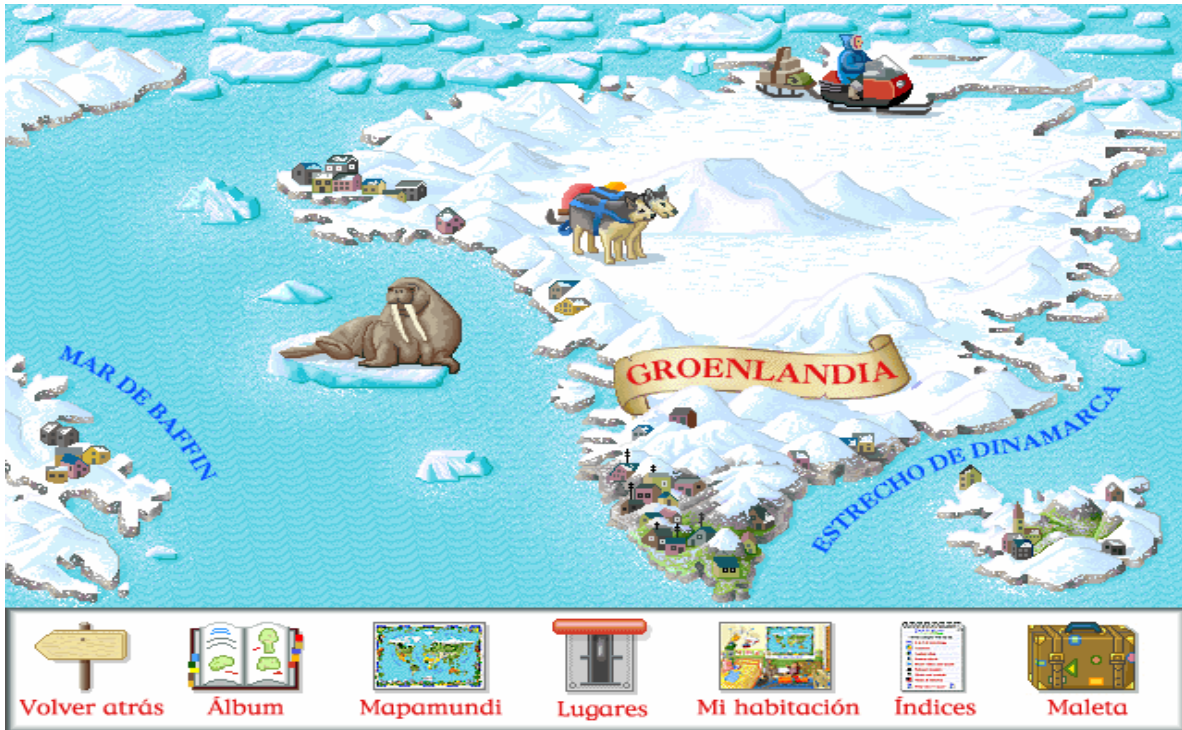 MAR DE BAFFIN
GROENLANDIA
ESTRECHO DE DINAMARCA
Volver atrás
Álbum
Mapamundi
Lugares
Mi habitación
Índices
Maleta